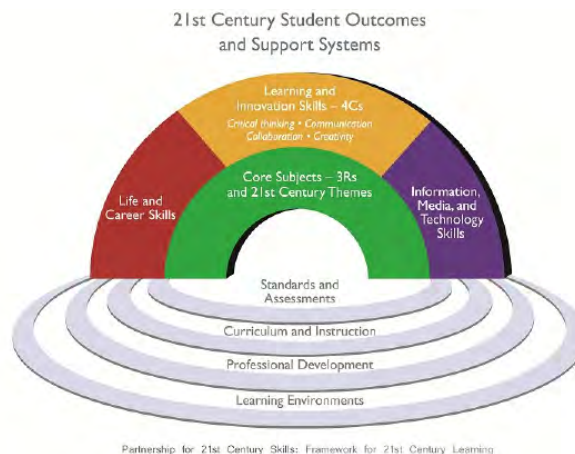 21st Century Student Outcomes
and Support Systems
Learning and
Innovation Skills – 4Cs
Critical thinking • Communication
Collaboration • Creativity
Core Subjects – 3Rs
and 21st Century Themes
Life and
Career Skills
Information,
Media, and
Technology
Skills
Standards and
Assessments
Curriculum and Instruction
Professional Development
Learning Environments
Partnership for 21st Century Skills: Framework for 21st Century Learning